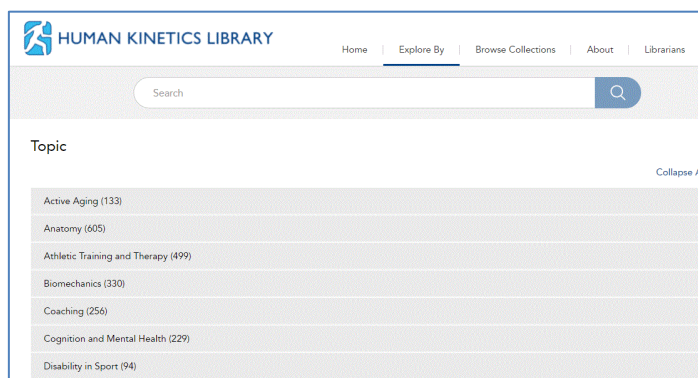 HUMAN KINETICS LIBRARY
Home Explore By Browse Collections About Librarians
Search
Topic
Collapse A
Active Aging (133)
Anatomy (605)
Athletic Training and Therapy (499)
Biomechanics (330)
Coaching (256)
Cognition and Mental Health (229)
Disability in Sport (94)